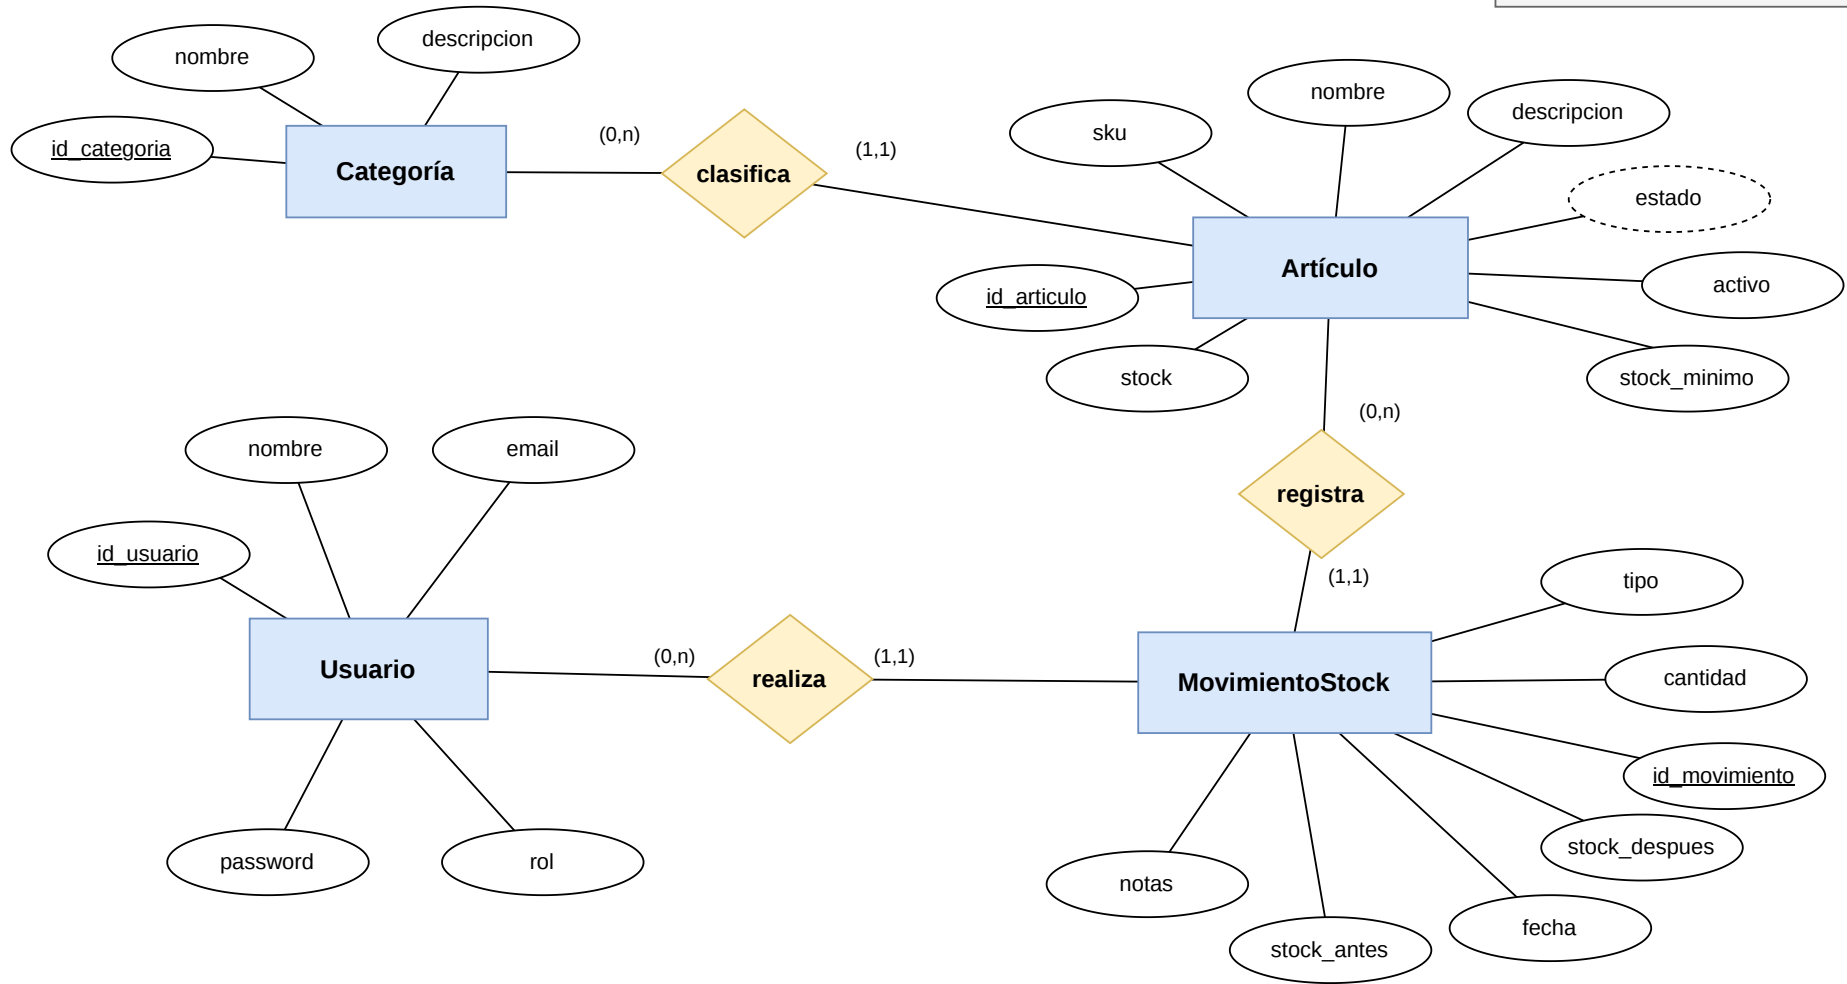 descripcion
nombre
id_categoria
Categoría
(0,n)
clasifica
(1,1)
sku
nombre
descripcion
estado
activo
Artículo
id_articulo
stock
stock_minimo
(0,n)
registra
(1,1)
nombre
email
id_usuario
Usuario
(0,n)
realiza
(1,1)
MovimientoStock
tipo
cantidad
id_movimiento
stock_despues
fecha
stock_antes
notas
password
rol